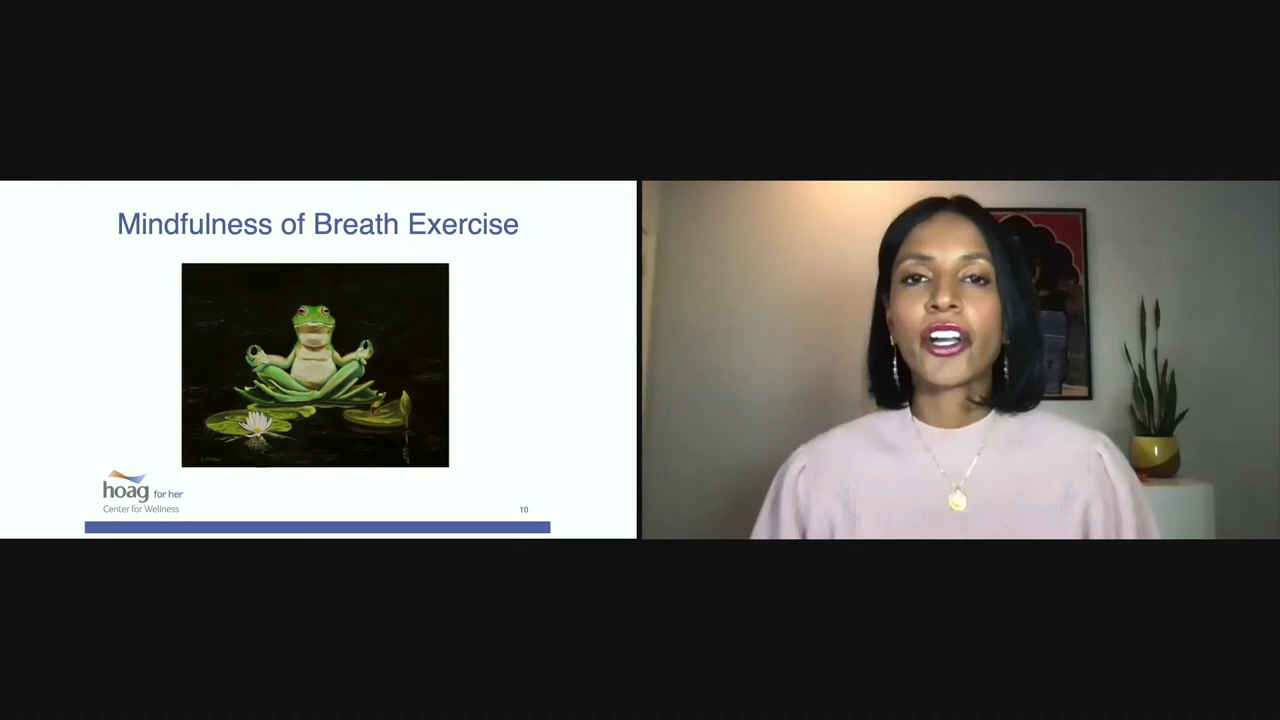 Mindfulness of Breath Exercise
hoag for her
Center for Wellness
10